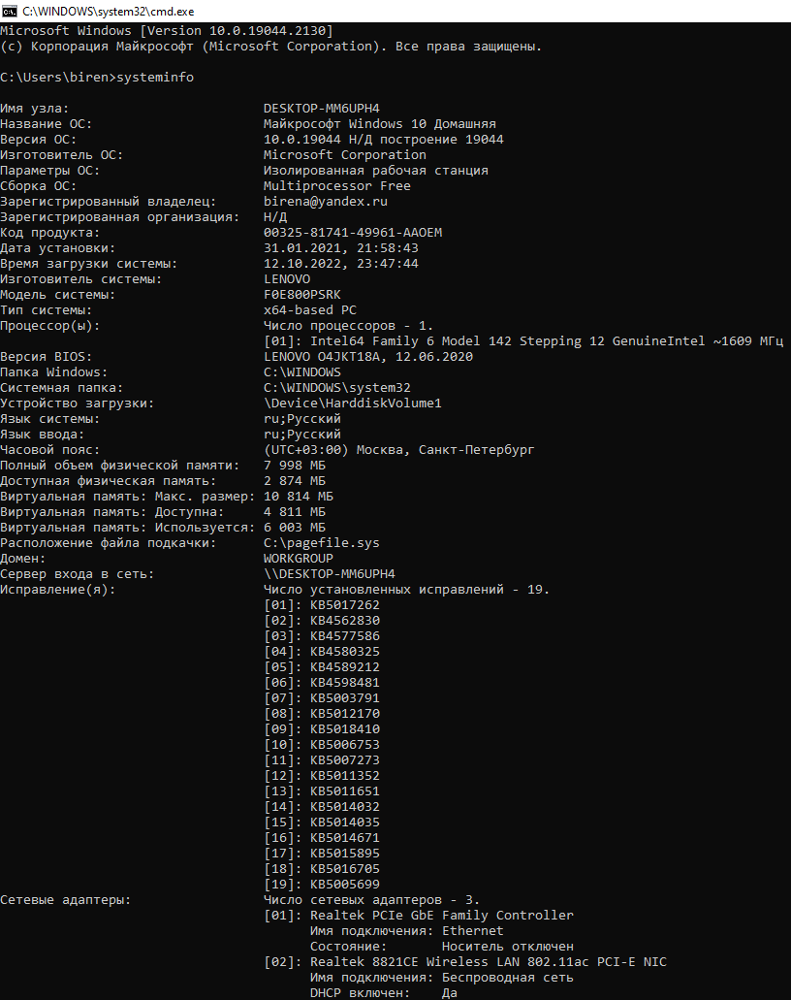 C:\WINDOWS\system32\cmd.exe
Microsoft Windows [Version 10.0.19044.2130]
(c) Корпорация Майкрософт (Microsoft Corporation). Все права защищены.
C:\Users\biren>systeminfo
Имя узла: DESKTOP-MM6UPH4
Название ОС: Майкрософт Windows 10 Домашняя
Версия ОС: 10.0.19044 Н/Д построение 19044
Изготовитель ОС: Microsoft Corporation
Параметры ОС: Изолированная рабочая станция
Сборка ОС: Multiprocessor Free
Зарегистрированный владелец: birena@yandex.ru
Зарегистрированная организация: Н/Д
Код продукта: 00325-81741-49961-AAOEM
Дата установки: 31.01.2021, 21:58:43
Время загрузки системы: 12.10.2022, 23:47:44
Изготовитель системы: LENOVO
Модель системы: F0E800PSRK
Тип системы: x64-based PC
Процессор(ы): Число процессоров - 1.
[01]: Intel64 Family 6 Model 142 Stepping 12 GenuineIntel ~1609 МГц
Версия BIOS: LENOVO O4JKT18A, 12.06.2020
Папка Windows: C:\WINDOWS
Системная папка: C:\WINDOWS\system32
Устройство загрузки: \Device\HarddiskVolume1
Язык системы: ru;Русский
Язык ввода: ru;Русский
Часовой пояс: (UTC+03:00) Москва, Санкт-Петербург
Полный объем физической памяти: 7 998 МБ
Доступная физическая память: 2 874 МБ
Виртуальная память: Макс. размер: 10 814 МБ
Виртуальная память: Доступна: 4 811 МБ
Виртуальная память: Используется: 6 003 МБ
Расположение файла подкачки: C:\pagefile.sys
Домен: WORKGROUP
Сервер входа в сеть: \\DESKTOP-MM6UPH4
Исправление(я): Число установленных исправлений - 19.
[01]: KB5017262
[02]: KB4562830
[03]: KB4577586
[04]: KB4580325
[05]: KB4589212
[06]: KB4598481
[07]: KB5003791
[08]: KB5012170
[09]: KB5018410
[10]: KB5006753
[11]: KB5007273
[12]: KB5011352
[13]: KB5011651
[14]: KB5014032
[15]: KB5014035
[16]: KB5014671
[17]: KB5015895
[18]: KB5016705
[19]: KB5005699
Сетевые адаптеры: Число сетевых адаптеров - 3.
[01]: Realtek PCIe GbE Family Controller
Имя подключения: Ethernet
Состояние: Носитель отключен
[02]: Realtek 8821CE Wireless LAN 802.11ac PCI-E NIC
Имя подключения: Беспроводная сеть
DHCP включен: Да